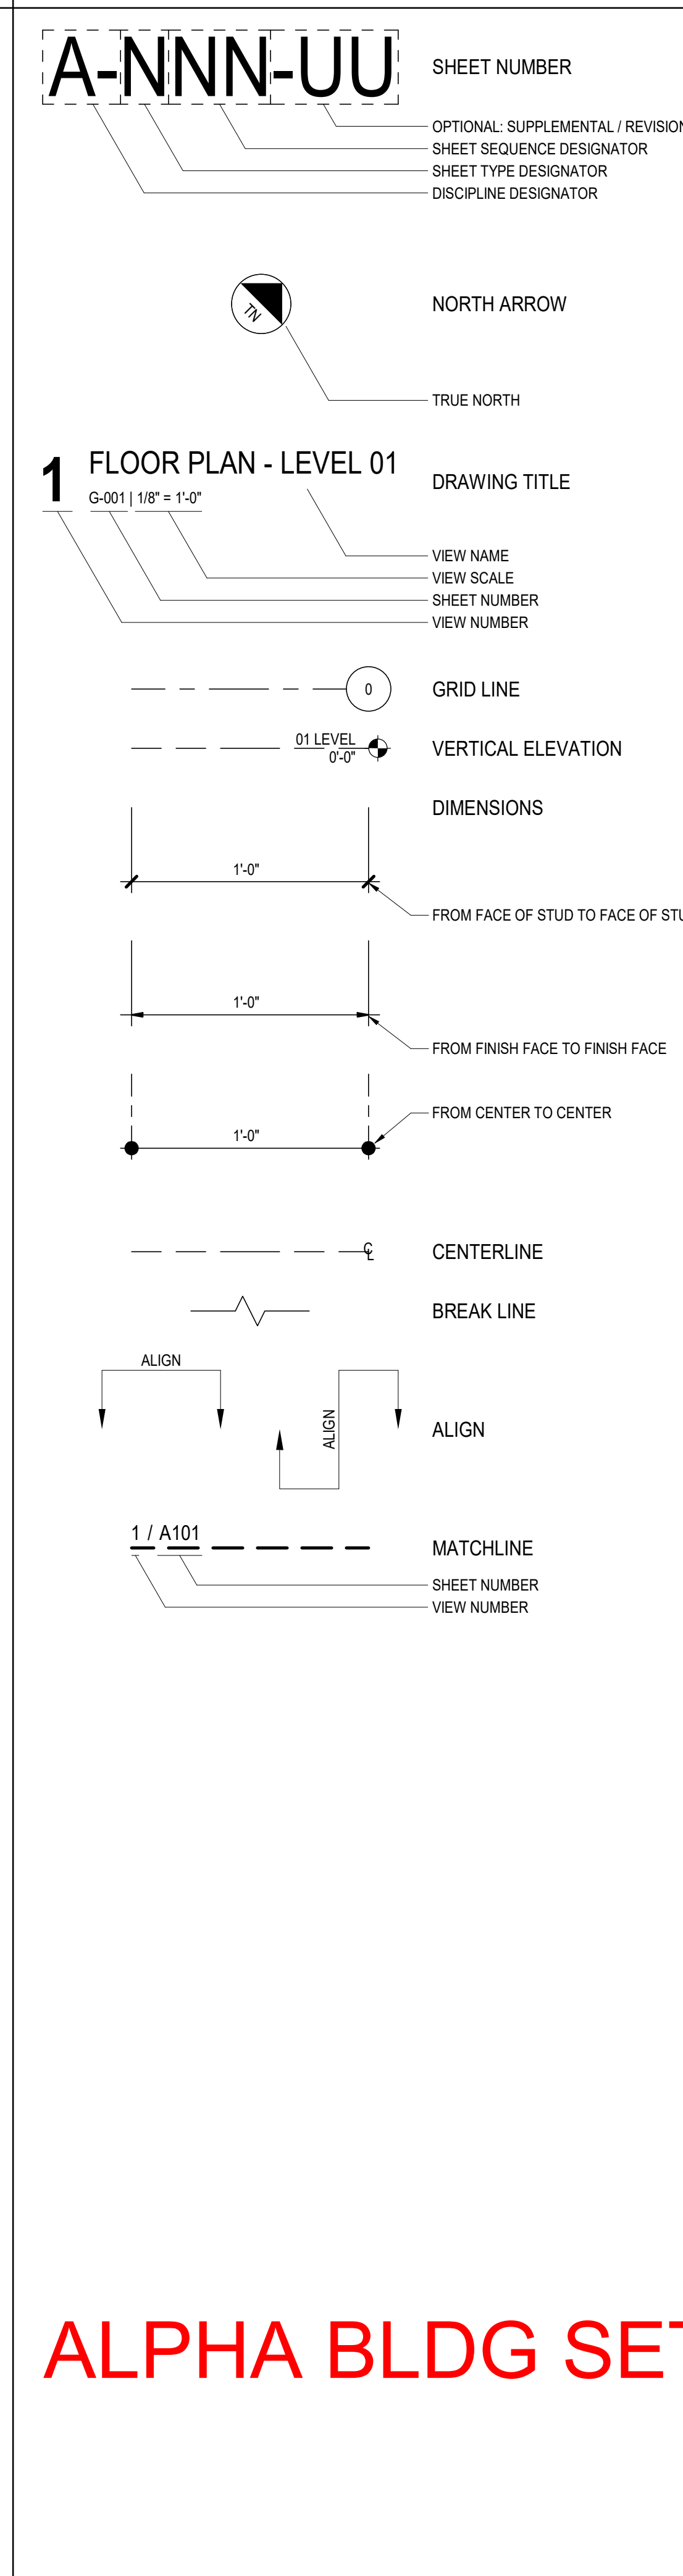 A-NNN-UU
SHEET NUMBER
OPTIONAL: SUPPLEMENTAL / REVISION
SHEET SEQUENCE DESIGNATOR
SHEET TYPE DESIGNATOR
DISCIPLINE DESIGNATOR
TN
NORTH ARROW
TRUE NORTH
1
FLOOR PLAN - LEVEL 01
G-001 | 1/8" = 1'-0"
DRAWING TITLE
VIEW NAME
VIEW SCALE
SHEET NUMBER
VIEW NUMBER
0
GRID LINE
01 LEVEL
0'-0"
VERTICAL ELEVATION
DIMENSIONS
1'-0"
FROM FACE OF STUD TO FACE OF STU
1'-0"
FROM FINISH FACE TO FINISH FACE
FROM CENTER TO CENTER
1'-0"
℄
CENTERLINE
BREAK LINE
ALIGN
ALIGN
ALIGN
1 / A101
MATCHLINE
SHEET NUMBER
VIEW NUMBER
ALPHA BLDG SET